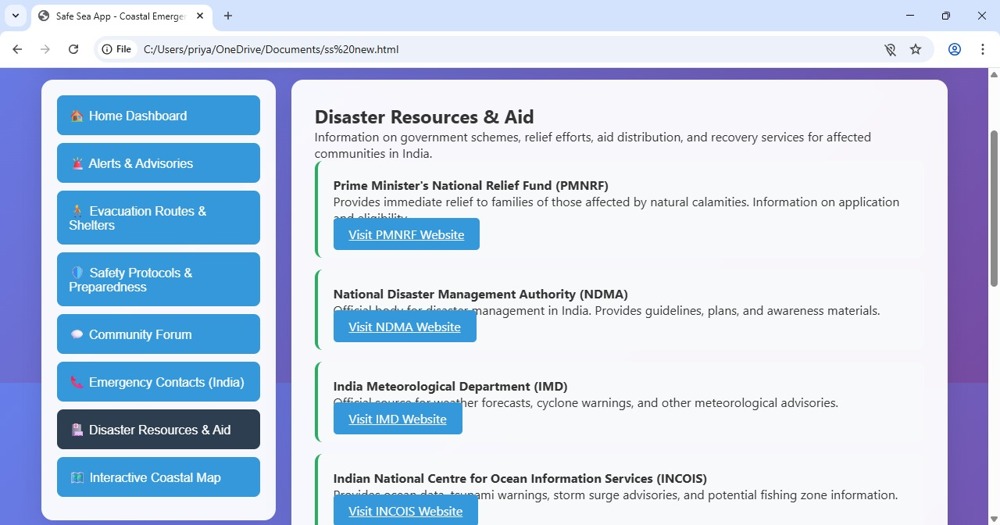 Safe Sea App - Coastal Emerge
File
C:/Users/priya/OneDrive/Documents/ss%20new.html
Home Dashboard
Alerts & Advisories
Evacuation Routes &
Shelters
Safety Protocols &
Preparedness
Community Forum
Emergency Contacts (India)
Disaster Resources & Aid
Interactive Coastal Map
Disaster Resources & Aid
Information on government schemes, relief efforts, aid distribution, and recovery services for affected
communities in India.
Prime Minister's National Relief Fund (PMNRF)
Provides immediate relief to families of those affected by natural calamities. Information on application
and eligibility.
Visit PMNRF Website
National Disaster Management Authority (NDMA)
Official body for disaster management in India. Provides guidelines, plans, and awareness materials.
Visit NDMA Website
India Meteorological Department (IMD)
Official source for weather forecasts, cyclone warnings, and other meteorological advisories.
Visit IMD Website
Indian National Centre for Ocean Information Services (INCOIS)
Provides ocean data, tsunami warnings, storm surge advisories, and potential fishing zone information.
Visit INCOIS Website